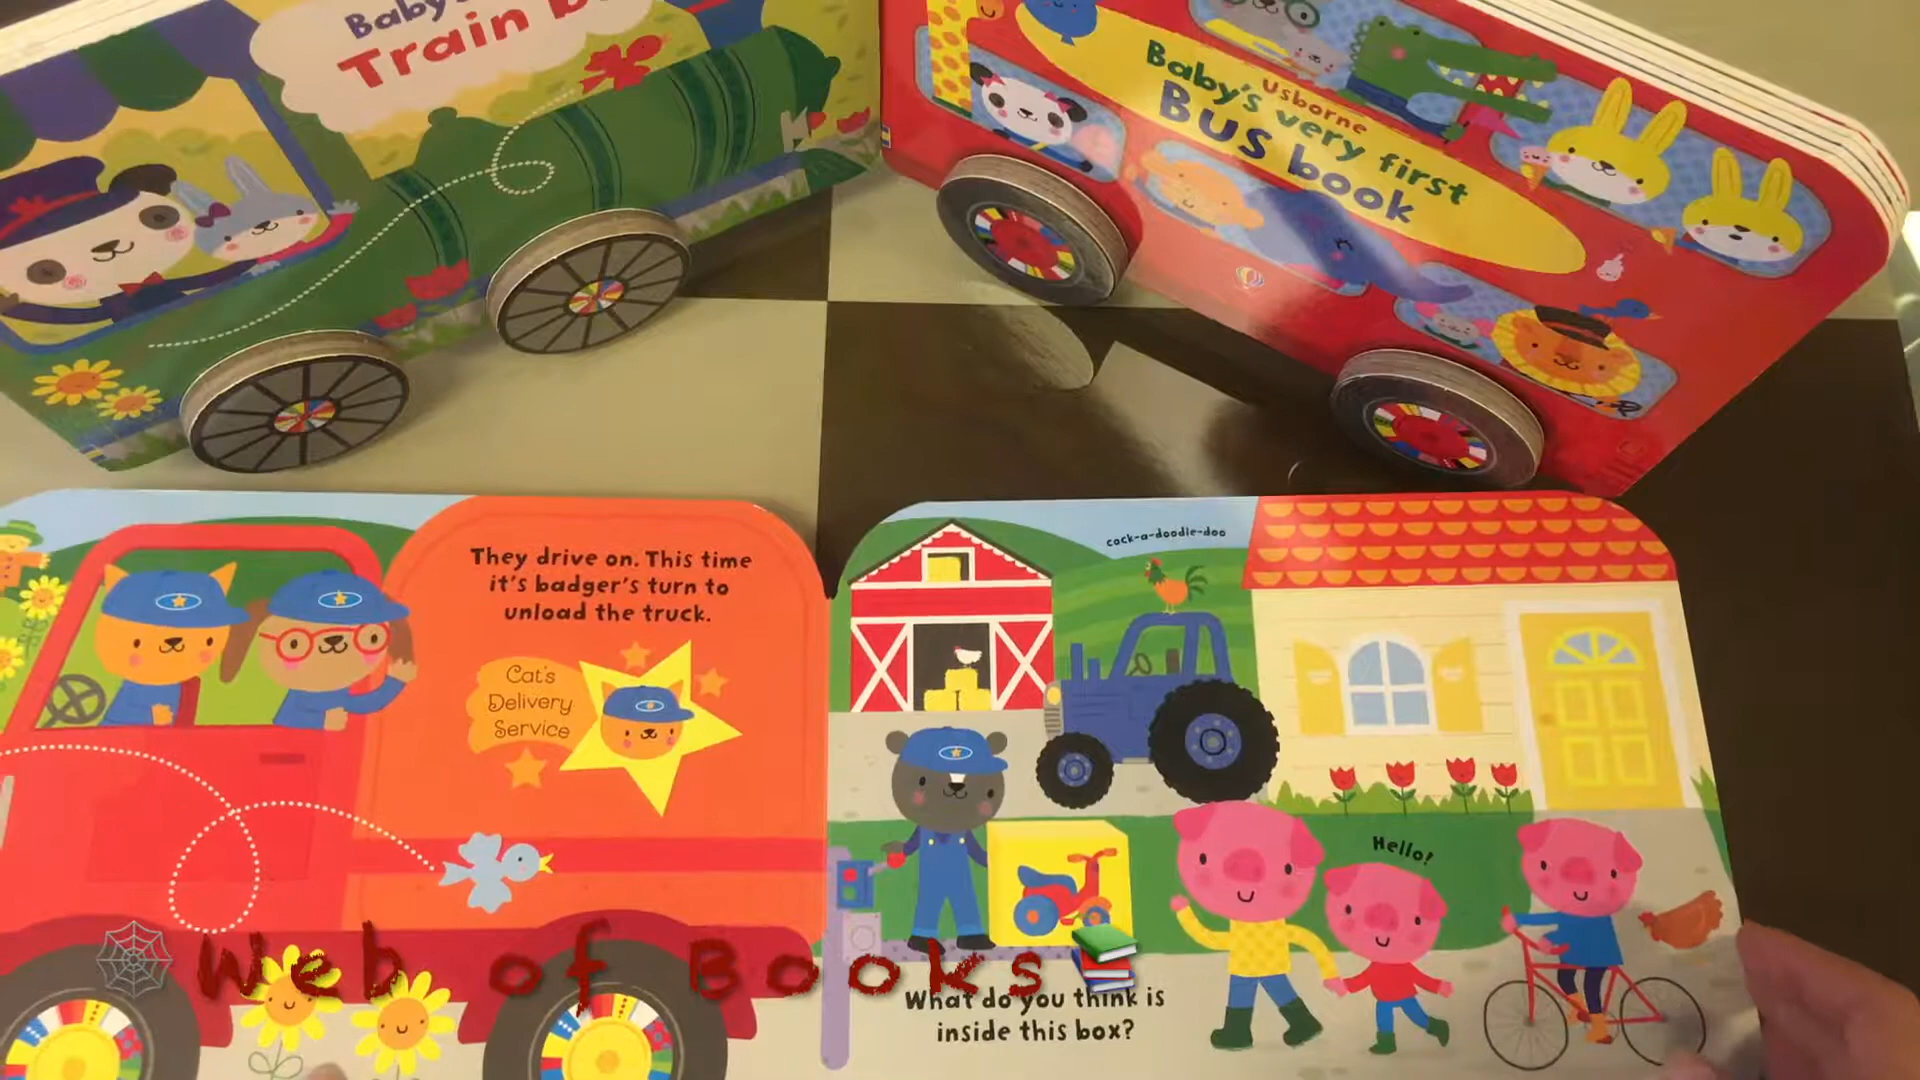 Baby's
Train b
Usborne
Baby's very first
Bus book
They drive on. This time
it's badger's turn to
unload the truck.
Cat's
Delivery
Service
cock-a-doodle-doo
Hello!
What do you think is
inside this box?
Web of Books